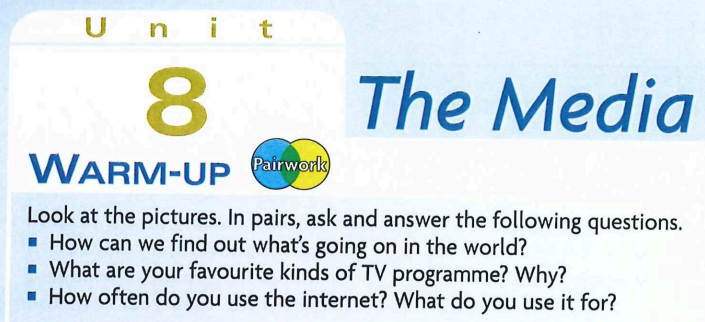 Unit
8
The Media
WARM-UP
Pairwork
Look at the pictures. In pairs, ask and answer the following questions.
▪ How can we find out what's going on in the world?
▪ What are your favourite kinds of TV programme? Why?
▪ How often do you use the internet? What do you use it for?